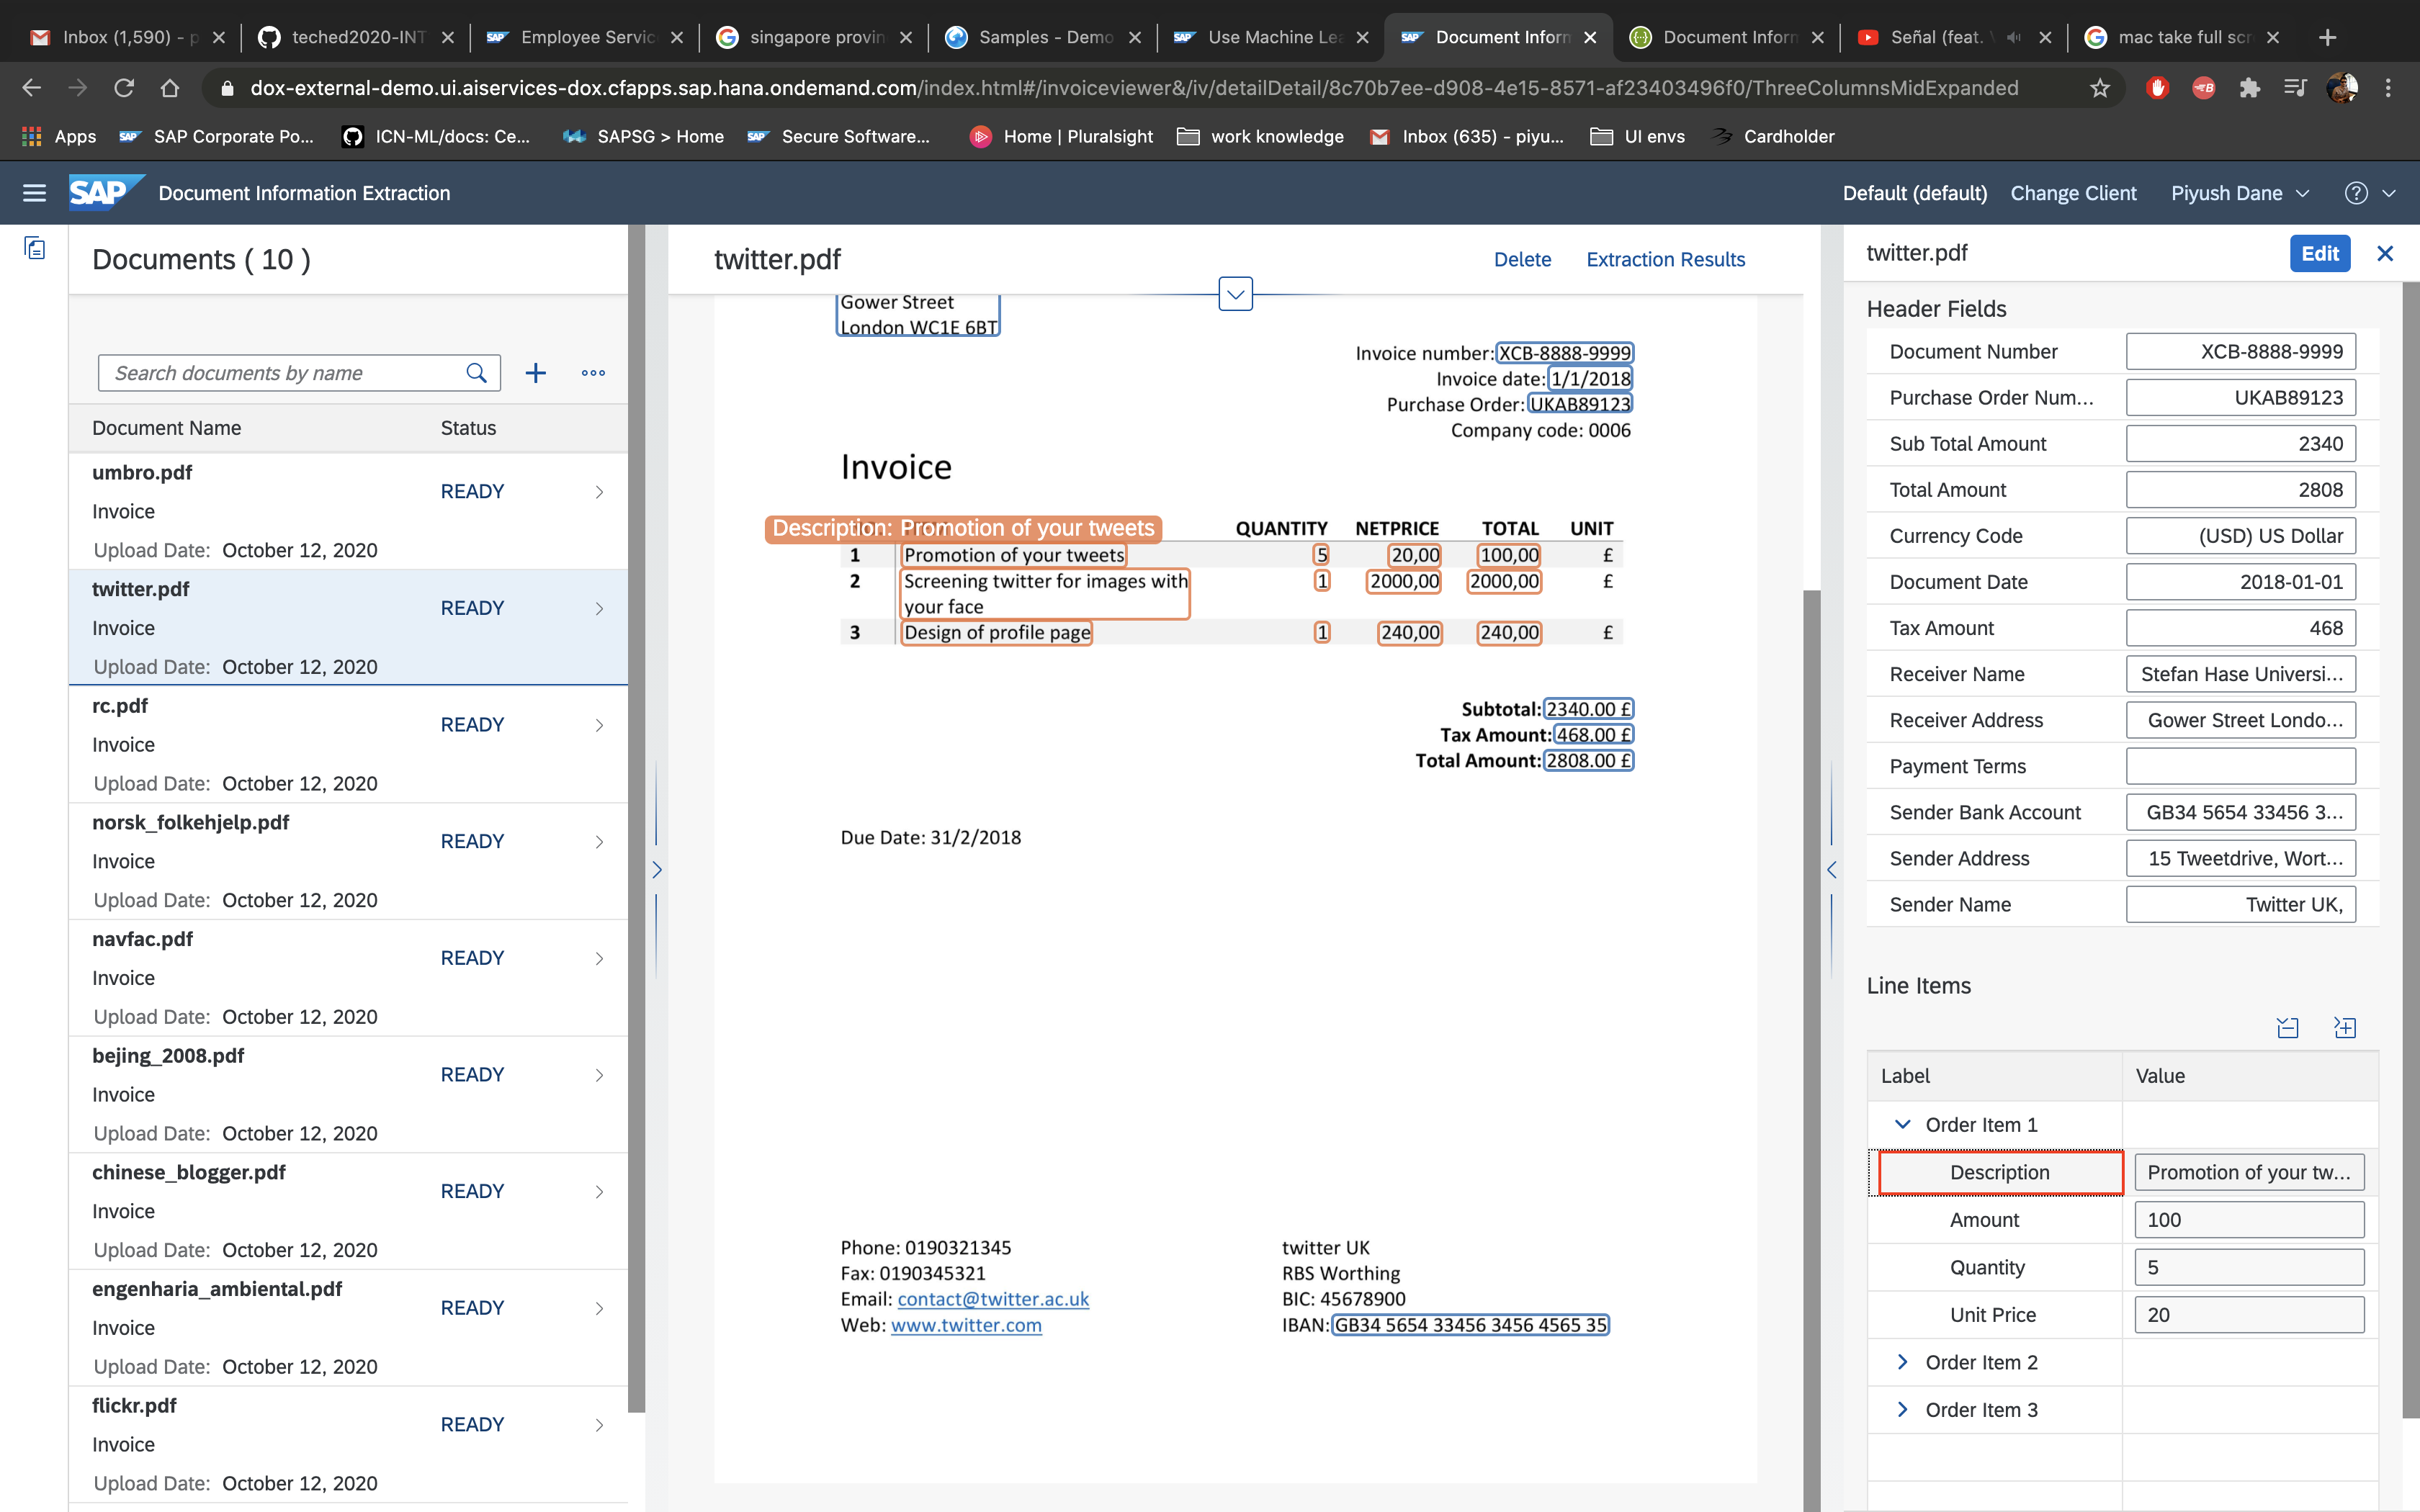 Inbox (1,590) - p
teched2020-INT
Employee Servic
singapore provin
Samples - Demo
Use Machine Lea
Document Inform
Document Inform
Señal (feat. V
mac take full scr
dox-external-demo.ui.aiservices-dox.cfapps.sap.hana.ondemand.com/index.html#/invoiceviewer&/iv/detailDetail/8c70b7ee-d908-4e15-8571-af23403496f0/ThreeColumnsMidExpanded
Apps
SAP Corporate Po...
ICN-ML/docs: Ce...
SAPSG > Home
Secure Software...
Home | Pluralsight
work knowledge
Inbox (635) - piyu...
UI envs
Cardholder
SAP Document Information Extraction
Default (default) Change Client Piyush Dane
Documents ( 10 )
Search documents by name
Document Name Status
umbro.pdf
READY
Invoice
Upload Date: October 12, 2020
twitter.pdf
READY
Invoice
Upload Date: October 12, 2020
rc.pdf
READY
Invoice
Upload Date: October 12, 2020
norsk_folkehjelp.pdf
READY
Invoice
Upload Date: October 12, 2020
navfac.pdf
READY
Invoice
Upload Date: October 12, 2020
bejing_2008.pdf
READY
Invoice
Upload Date: October 12, 2020
chinese_blogger.pdf
READY
Invoice
Upload Date: October 12, 2020
engenharia_ambiental.pdf
READY
Invoice
Upload Date: October 12, 2020
flickr.pdf
READY
Invoice
Upload Date: October 12, 2020
twitter.pdf Delete Extraction Results
Gower Street
London WC1E 6BT
Invoice number: XCB-8888-9999
Invoice date: 1/1/2018
Purchase Order: UKAB89123
Company code: 0006
Invoice
Description: Promotion of your tweets QUANTITY NETPRICE TOTAL UNIT
1 Promotion of your tweets 5 20,00 100,00 £
2 Screening twitter for images with 1 2000,00 2000,00 £
your face
3 Design of profile page 1 240,00 240,00 £
Subtotal: 2340.00 £
Tax Amount: 468.00 £
Total Amount: 2808.00 £
Due Date: 31/2/2018
Phone: 0190321345
Fax: 0190345321
Email: contact@twitter.ac.uk
Web: www.twitter.com
twitter UK
RBS Worthing
BIC: 45678900
IBAN: GB34 5654 33456 3456 4565 35
twitter.pdf Edit
Header Fields
Document Number XCB-8888-9999
Purchase Order Num... UKAB89123
Sub Total Amount 2340
Total Amount 2808
Currency Code (USD) US Dollar
Document Date 2018-01-01
Tax Amount 468
Receiver Name Stefan Hase Universi...
Receiver Address Gower Street Londo...
Payment Terms
Sender Bank Account GB34 5654 33456 3...
Sender Address 15 Tweetdrive, Wort...
Sender Name Twitter UK,
Line Items
Label Value
Order Item 1
Description Promotion of your tw...
Amount 100
Quantity 5
Unit Price 20
Order Item 2
Order Item 3